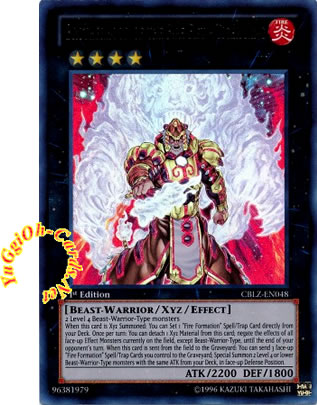 FIRE
炎
YuGgiOh-Cards.Net
1st Edition
CBLZ-EN048
[BEAST-WARRIOR / XYZ / EFFECT]
2 Level 4 Beast-Warrior-Type monsters
When this card is Xyz Summoned: You can Set 1 "Fire Formation" Spell/Trap Card directly from
your Deck. Once per turn: You can detach 1 Xyz Material from this card; negate the effects of all
face-up Effect Monsters currently on the field, except Beast-Warrior-Type, until the end of your
opponent's turn. When this card is sent from the field to the Graveyard: You can send 3 face-up
"Fire Formation" Spell/Trap Cards you control to the Graveyard; Special Summon 2 Level 4 or lower
Beast-Warrior-Type monsters with the same ATK from your Deck, in face-up Defense Position.
ATK/2200 DEF/1800
96381979
©1996 KAZUKI TAKAHASHI